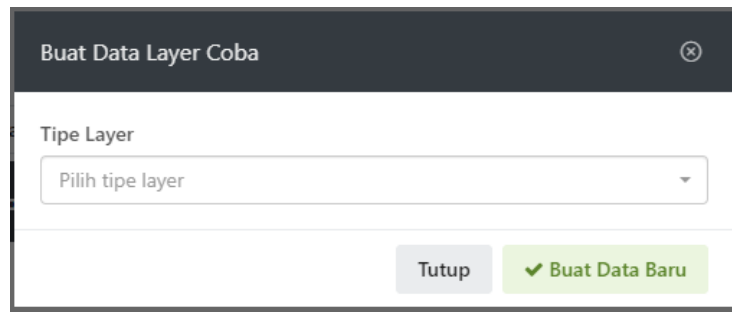 Buat Data Layer Coba
Tipe Layer
Pilih tipe layer
Tutup
Buat Data Baru